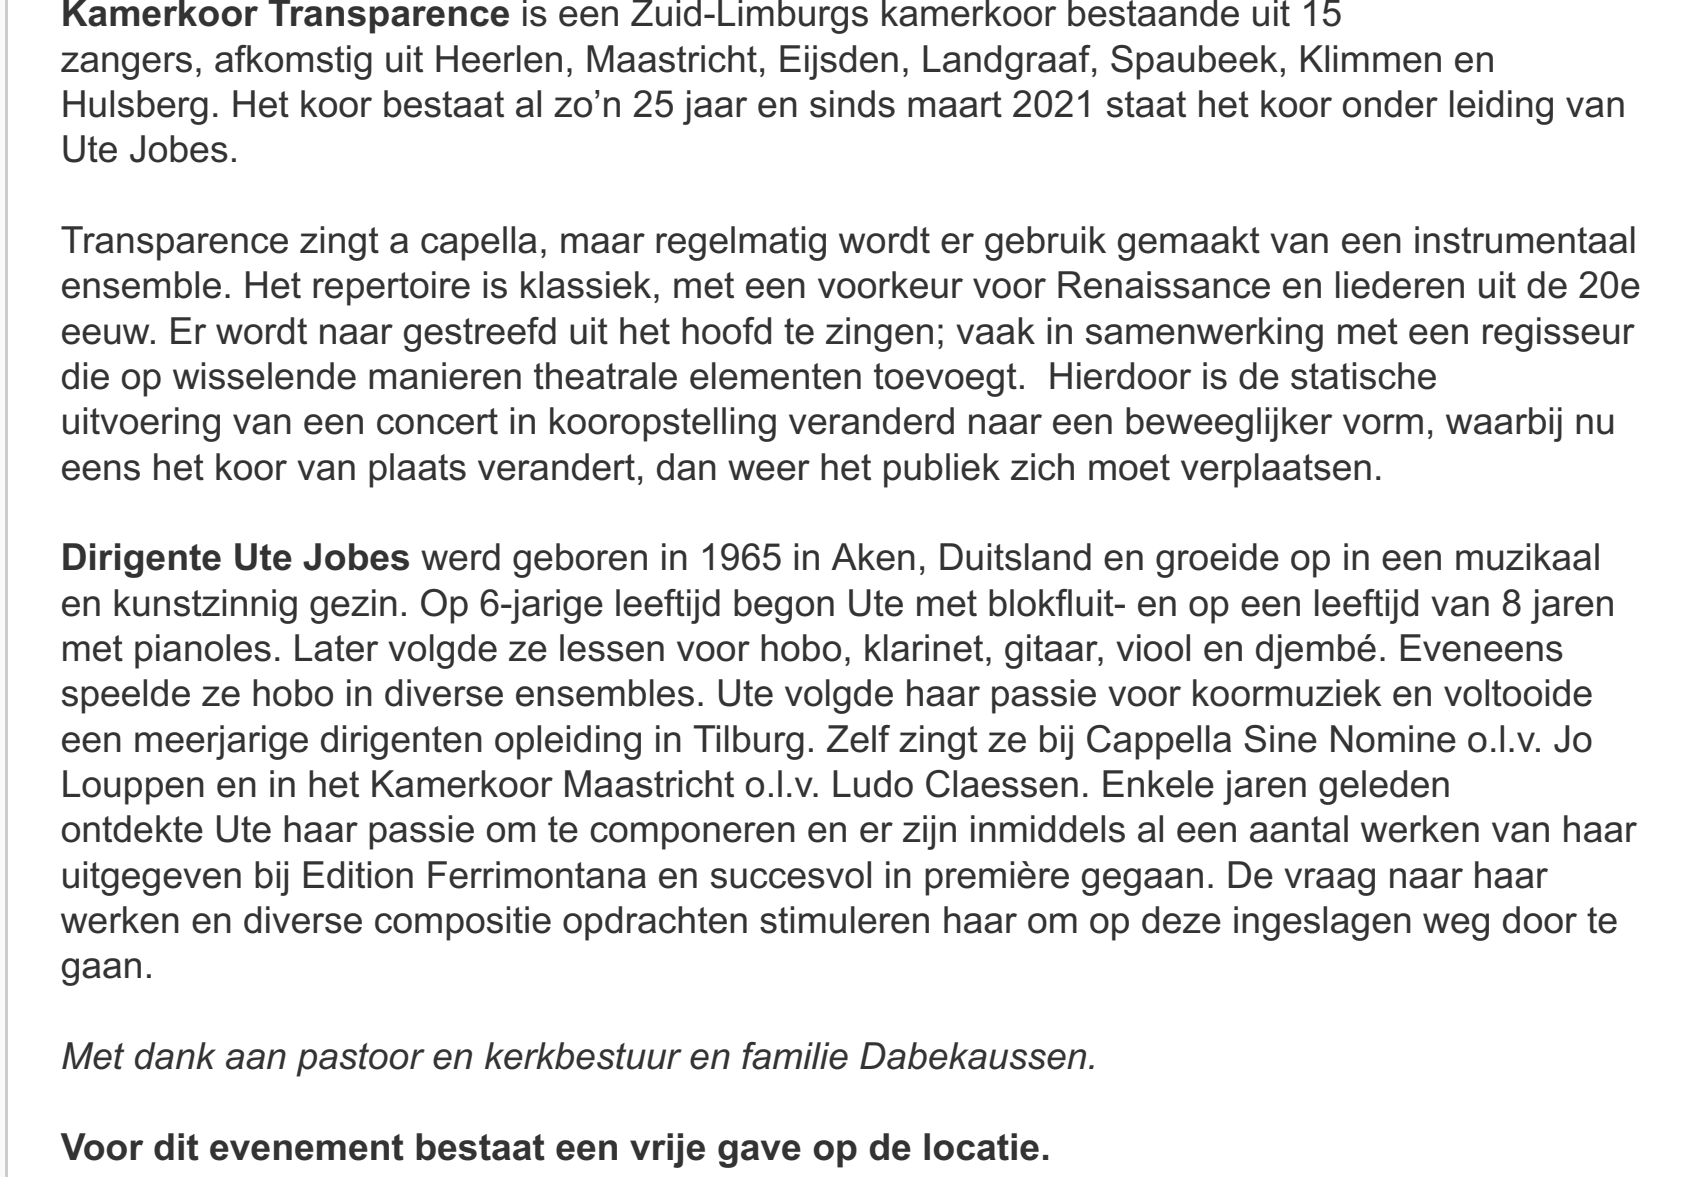 Kamerkoor Transparence is een Zuid-Limburgs kamerkoor bestaande uit 15
zangers, afkomstig uit Heerlen, Maastricht, Eijsden, Landgraaf, Spaubeek, Klimmen en
Hulsberg. Het koor bestaat al zo’n 25 jaar en sinds maart 2021 staat het koor onder leiding van
Ute Jobes.

Transparence zingt a capella, maar regelmatig wordt er gebruik gemaakt van een instrumentaal
ensemble. Het repertoire is klassiek, met een voorkeur voor Renaissance en liederen uit de 20e
eeuw. Er wordt naar gestreefd uit het hoofd te zingen; vaak in samenwerking met een regisseur
die op wisselende manieren theatrale elementen toevoegt.  Hierdoor is de statische
uitvoering van een concert in kooropstelling veranderd naar een beweeglijker vorm, waarbij nu
eens het koor van plaats verandert, dan weer het publiek zich moet verplaatsen.

Dirigente Ute Jobes werd geboren in 1965 in Aken, Duitsland en groeide op in een muzikaal
en kunstzinnig gezin. Op 6-jarige leeftijd begon Ute met blokfluit- en op een leeftijd van 8 jaren
met pianoles. Later volgde ze lessen voor hobo, klarinet, gitaar, viool en djembé. Eveneens
speelde ze hobo in diverse ensembles. Ute volgde haar passie voor koormuziek en voltooide
een meerjarige dirigenten opleiding in Tilburg. Zelf zingt ze bij Cappella Sine Nomine o.l.v. Jo
Louppen en in het Kamerkoor Maastricht o.l.v. Ludo Claessen. Enkele jaren geleden
ontdekte Ute haar passie om te componeren en er zijn inmiddels al een aantal werken van haar
uitgegeven bij Edition Ferrimontana en succesvol in première gegaan. De vraag naar haar
werken en diverse compositie opdrachten stimuleren haar om op deze ingeslagen weg door te
gaan.

Met dank aan pastoor en kerkbestuur en familie Dabekaussen.

Voor dit evenement bestaat een vrije gave op de locatie.